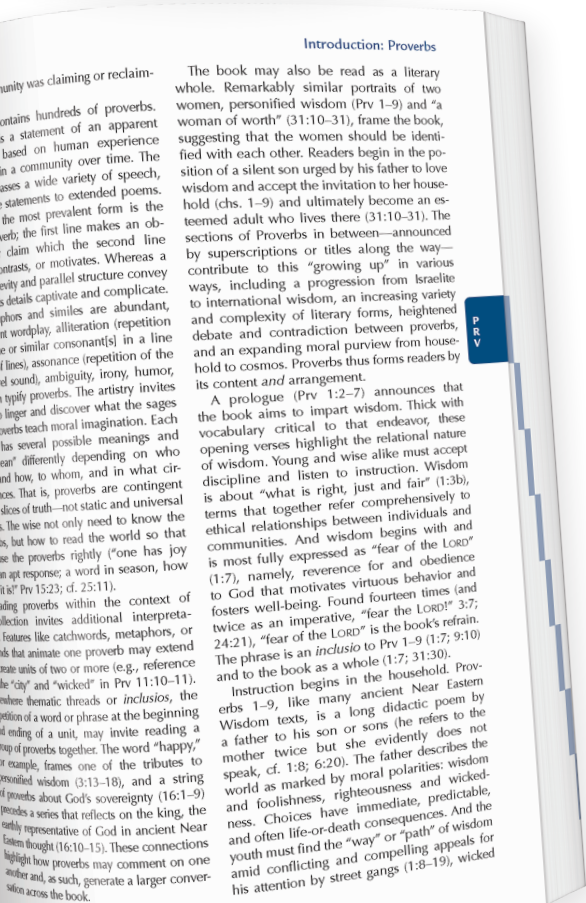 Introduction: Proverbs
munity was claiming or reclaim-
ontains hundreds of proverbs.
s a statement of an apparent
based on human experience
in a community over time. The
asses a wide variety of speech,
statements to extended poems.
the most prevalent form is the
verb; the first line makes an ob-
claim which the second line
ontrasts, or motivates. Whereas a
evity and parallel structure convey
s details captivate and complicate.
phors and similes are abundant,
nt wordplay, alliteration (repetition
e or similar consonant[s] in a line
f lines), assonance (repetition of the
el sound), ambiguity, irony, humor,
typify proverbs. The artistry invites
linger and discover what the sages
overbs teach moral imagination. Each
has several possible meanings and
ean" differently depending on who
and how, to whom, and in what cir-
nces. That is, proverbs are contingent
slices of truth—not static and universal
s. The wise not only need to know the
bs, but how to read the world so that
use the proverbs rightly ("one has joy
an apt response; a word in season, how
it is!" Prv 15:23; cf. 25:11).
ading proverbs within the context of
ollection invites additional interpreta-
Features like catchwords, metaphors, or
ds that animate one proverb may extend
reate units of two or more (e.g., reference
he "city" and "wicked" in Prv 11:10–11).
ewhere thematic threads or inclusios, the
petition of a word or phrase at the beginning
d ending of a unit, may invite reading a
oup of proverbs together. The word "happy,"
or example, frames one of the tributes to
personified wisdom (3:13–18), and a string
of proverbs about God's sovereignty (16:1–9)
precedes a series that reflects on the king, the
earthly representative of God in ancient Near
Eastern thought (16:10–15). These connections
highlight how proverbs may comment on one
another and, as such, generate a larger conver-
sation across the book.
The book may also be read as a literary
whole. Remarkably similar portraits of two
women, personified wisdom (Prv 1–9) and "a
woman of worth" (31:10–31), frame the book,
suggesting that the women should be identi-
fied with each other. Readers begin in the po-
sition of a silent son urged by his father to love
wisdom and accept the invitation to her house-
hold (chs. 1–9) and ultimately become an es-
teemed adult who lives there (31:10–31). The
sections of Proverbs in between—announced
by superscriptions or titles along the way—
contribute to this "growing up" in various
ways, including a progression from Israelite
to international wisdom, an increasing variety
and complexity of literary forms, heightened
debate and contradiction between proverbs,
and an expanding moral purview from house-
hold to cosmos. Proverbs thus forms readers by
its content and arrangement.
A prologue (Prv 1:2–7) announces that
the book aims to impart wisdom. Thick with
vocabulary critical to that endeavor, these
opening verses highlight the relational nature
of wisdom. Young and wise alike must accept
discipline and listen to instruction. Wisdom
is about "what is right, just and fair" (1:3b),
terms that together refer comprehensively to
ethical relationships between individuals and
communities. And wisdom begins with and
is most fully expressed as "fear of the LORD"
(1:7), namely, reverence for and obedience
to God that motivates virtuous behavior and
fosters well-being. Found fourteen times (and
twice as an imperative, "fear the LORD!" 3:7;
24:21), "fear of the LORD" is the book's refrain.
The phrase is an inclusio to Prv 1–9 (1:7; 9:10)
and to the book as a whole (1:7; 31:30).
Instruction begins in the household. Prov-
erbs 1–9, like many ancient Near Eastern
Wisdom texts, is a long didactic poem by
a father to his son or sons (he refers to the
mother twice but she evidently does not
speak, cf. 1:8; 6:20). The father describes the
world as marked by moral polarities: wisdom
and foolishness, righteousness and wicked-
ness. Choices have immediate, predictable,
and often life-or-death consequences. And the
youth must find the "way" or "path" of wisdom
amid conflicting and compelling appeals for
his attention by street gangs (1:8–19), wicked
P
R
V